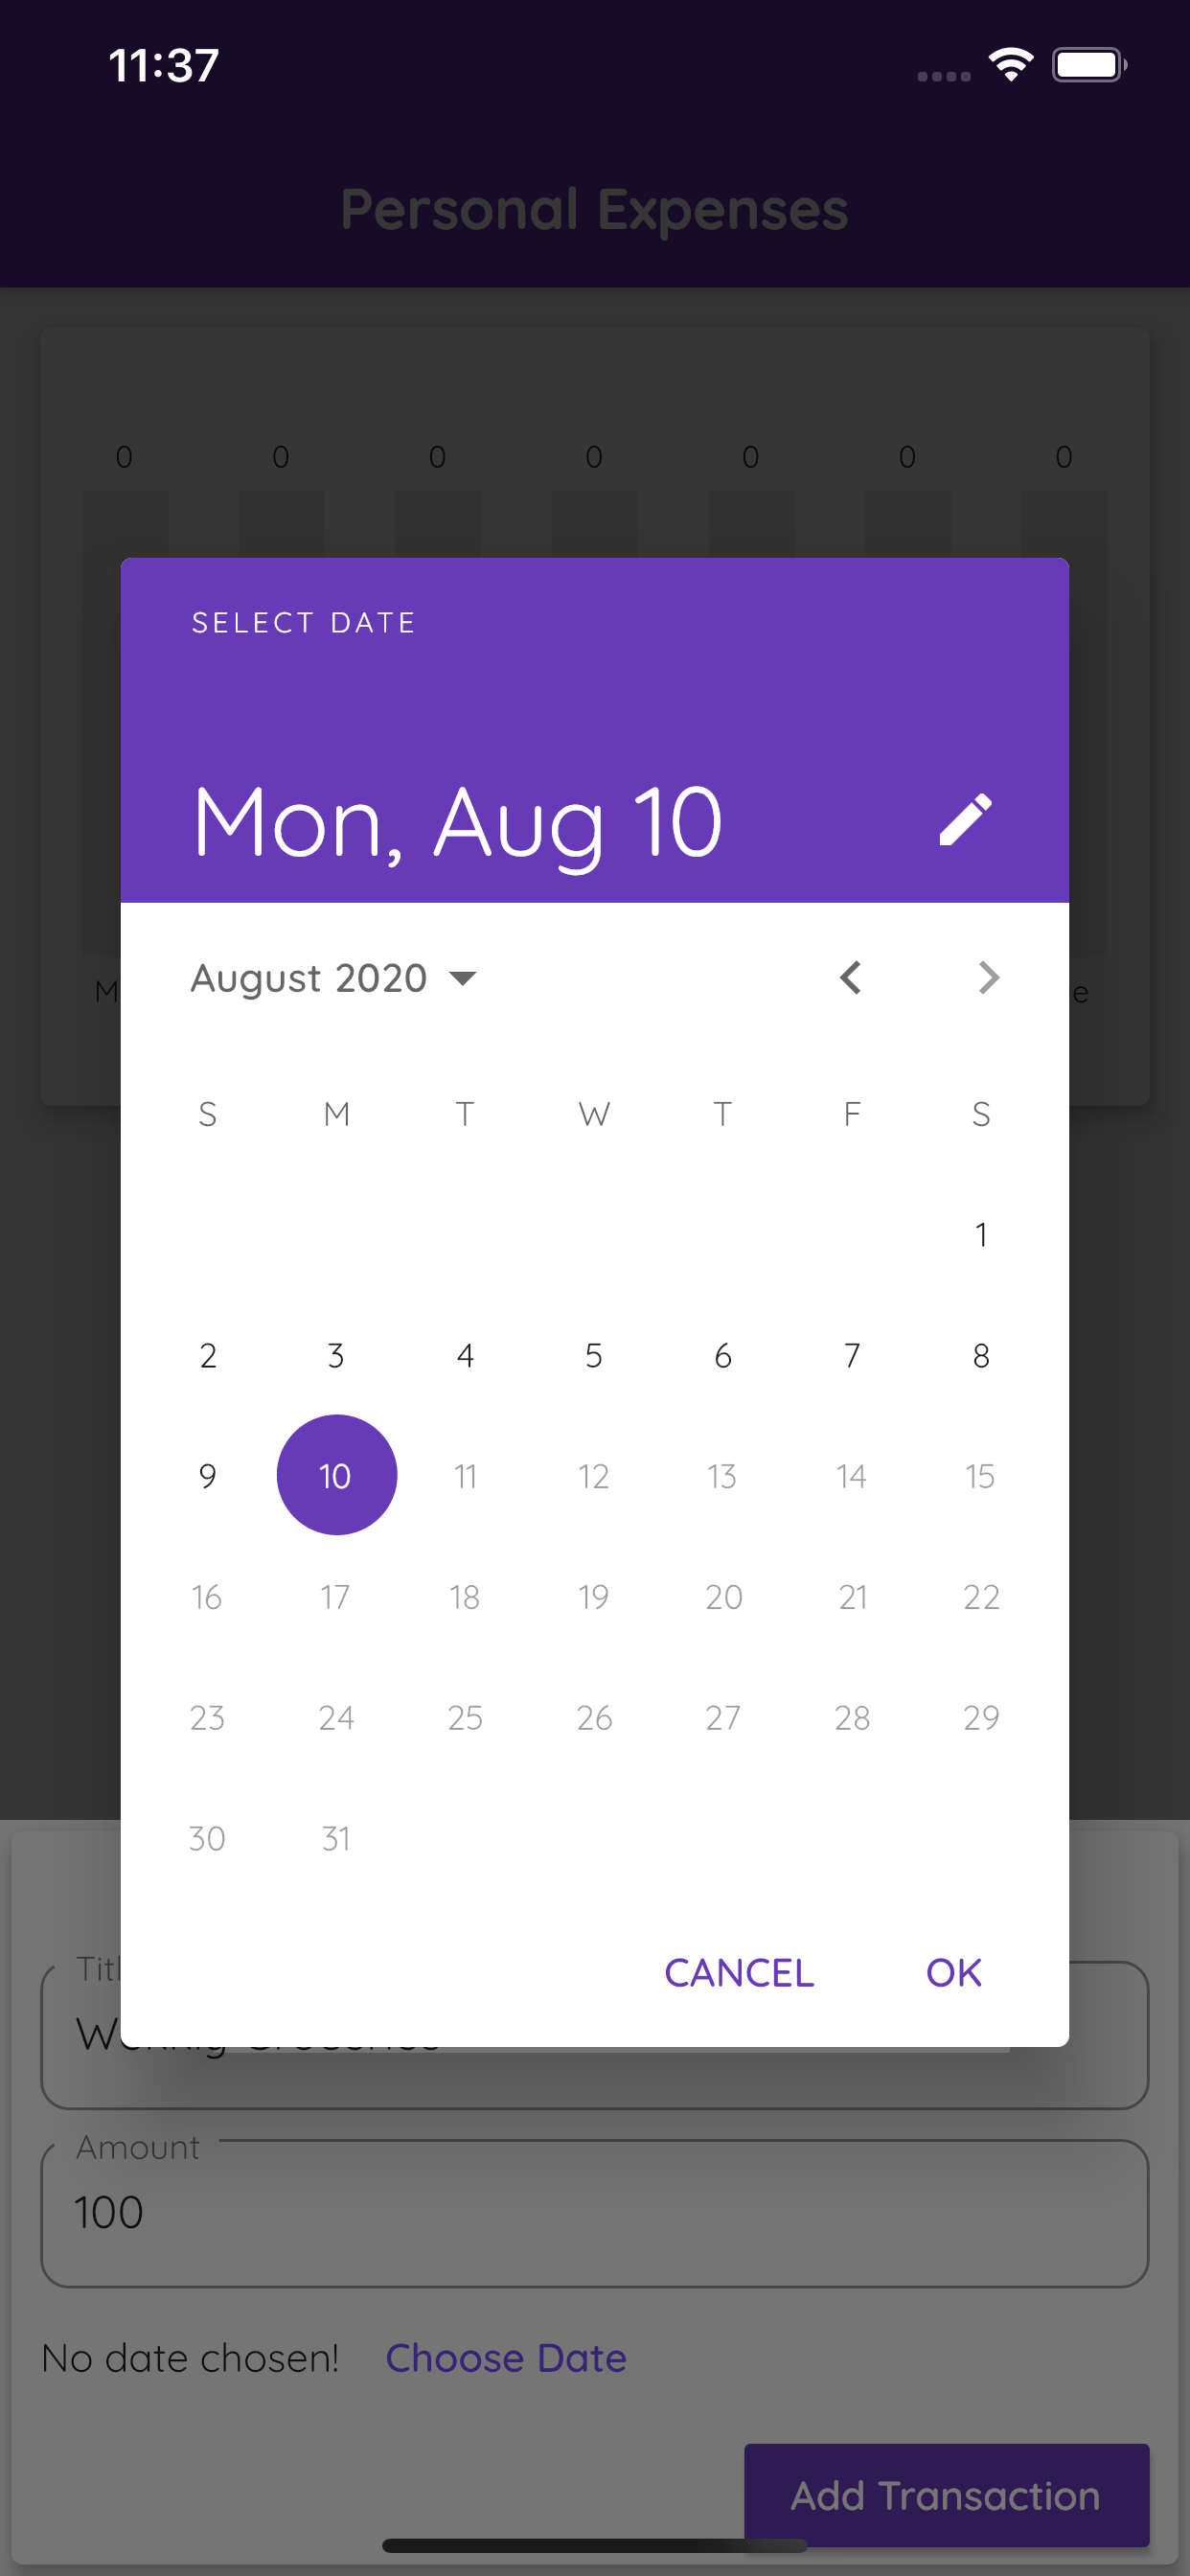 11:37
Personal Expenses
0 0 0 0 0 0 0
SELECT DATE
Mon, Aug 10
August 2020
M e
S M T W T F S
1
2 3 4 5 6 7 8
9 10 11 12 13 14 15
16 17 18 19 20 21 22
23 24 25 26 27 28 29
30 31
CANCEL OK
Amount
100
No date chosen! Choose Date
Add Transaction